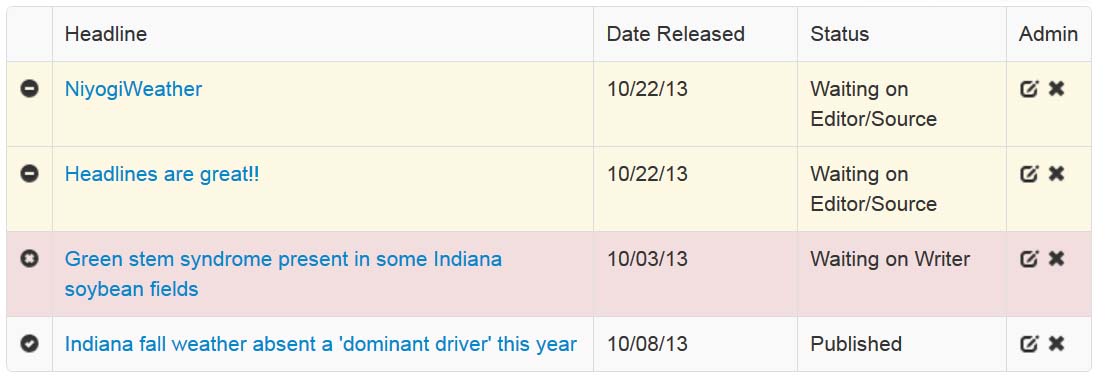 Headline Date Released Status Admin
NiyogiWeather 10/22/13 Waiting on
Editor/Source
Headlines are great!! 10/22/13 Waiting on
Editor/Source
Green stem syndrome present in some Indiana 10/03/13 Waiting on Writer
soybean fields
Indiana fall weather absent a 'dominant driver' this year 10/08/13 Published